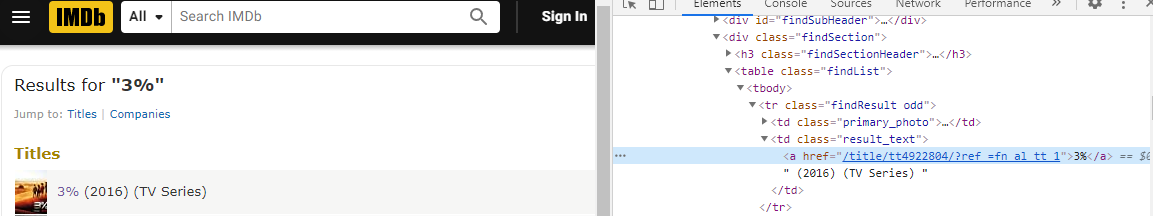 IMDb All Search IMDb Sign In
Results for "3%"
Jump to: Titles | Companies
Titles
3% (2016) (TV Series)
Elements Console Sources Network Performance »
<div id="findSubHeader">…</div>
<div class="findSection">
<h3 class="findSectionHeader">…</h3>
<table class="findList">
<tbody>
<tr class="findResult odd">
<td class="primary_photo">…</td>
<td class="result_text">
<a href="/title/tt4922804/?ref_=fn_al_tt_1">3%</a> == $0
" (2016) (TV Series) "
</td>
</tr>